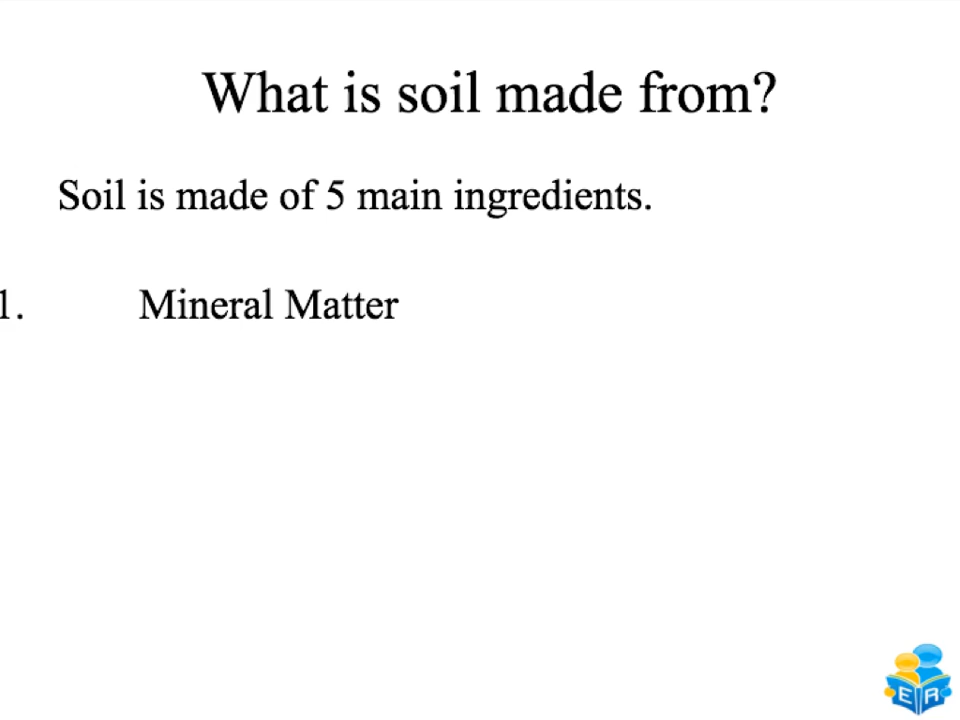 What is soil made from?
Soil is made of 5 main ingredients.
1. Mineral Matter
E R